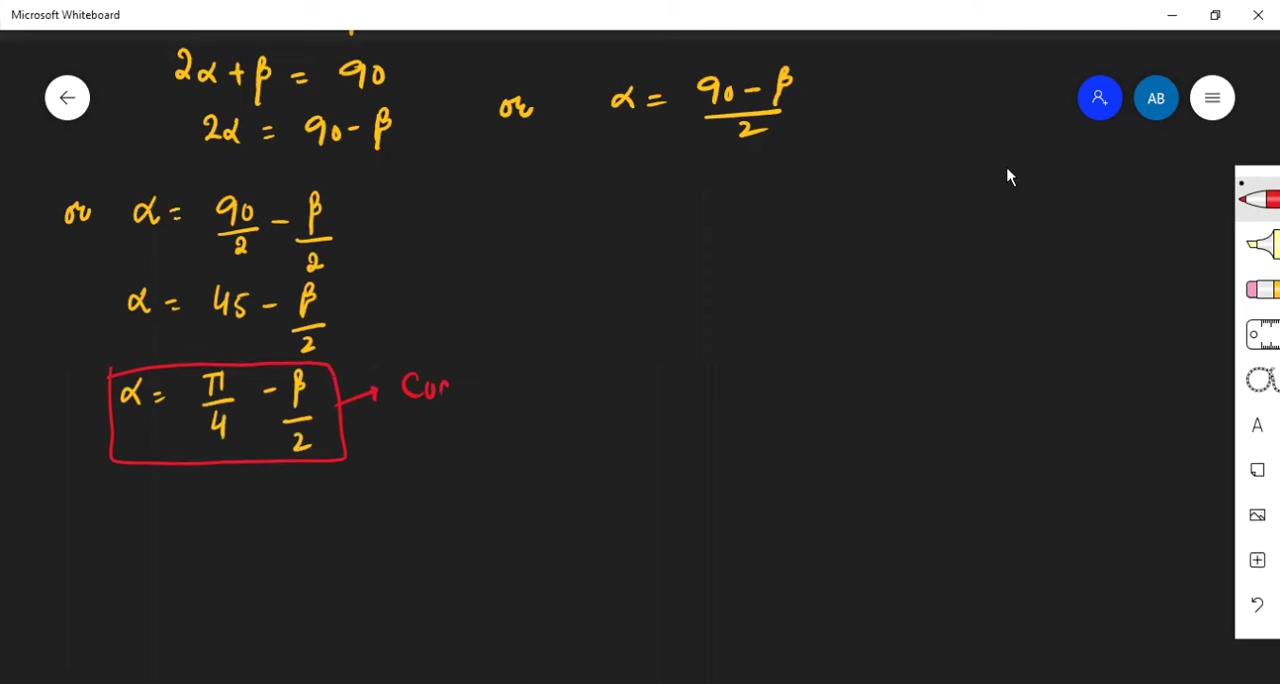 Microsoft Whiteboard
2α + β = 90
2α = 90 - β
or α = (90 - β)/2
AB
or α = 90/2 - β/2
α = 45 - β/2
α = π/4 - β/2 → Cor
A